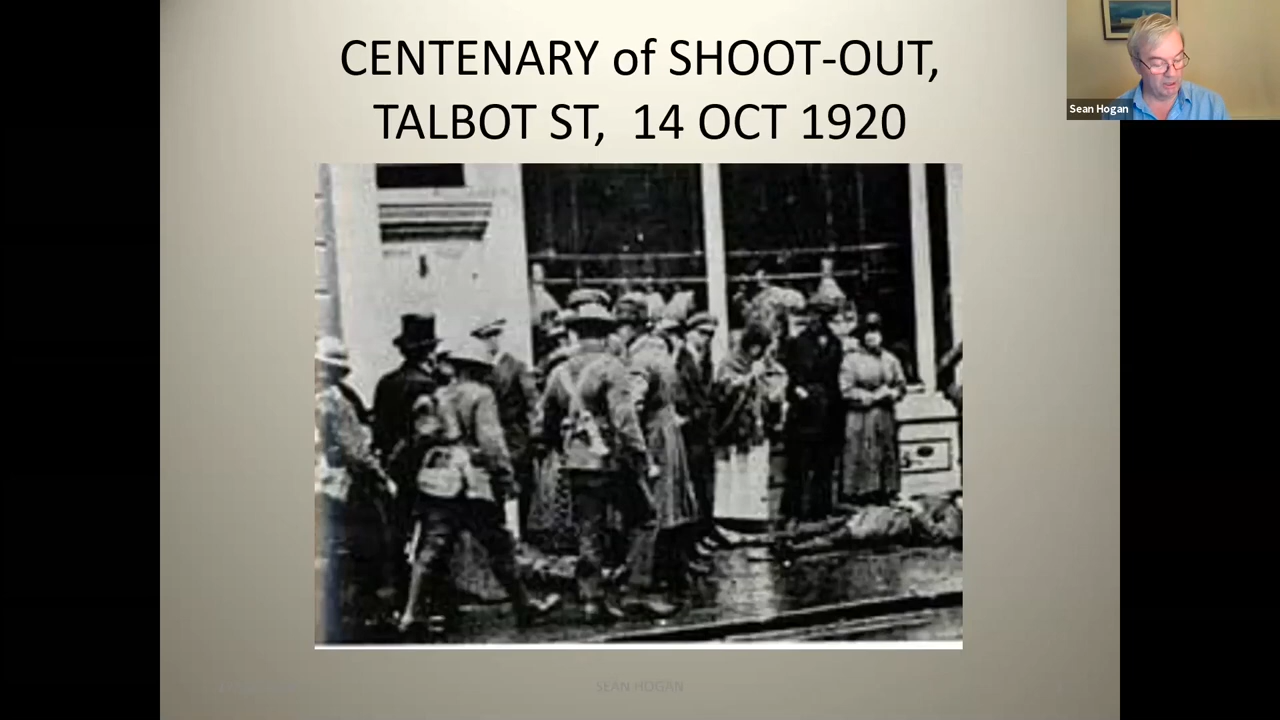 CENTENARY of SHOOT-OUT,
TALBOT ST, 14 OCT 1920
Sean Hogan
SEAN HOGAN